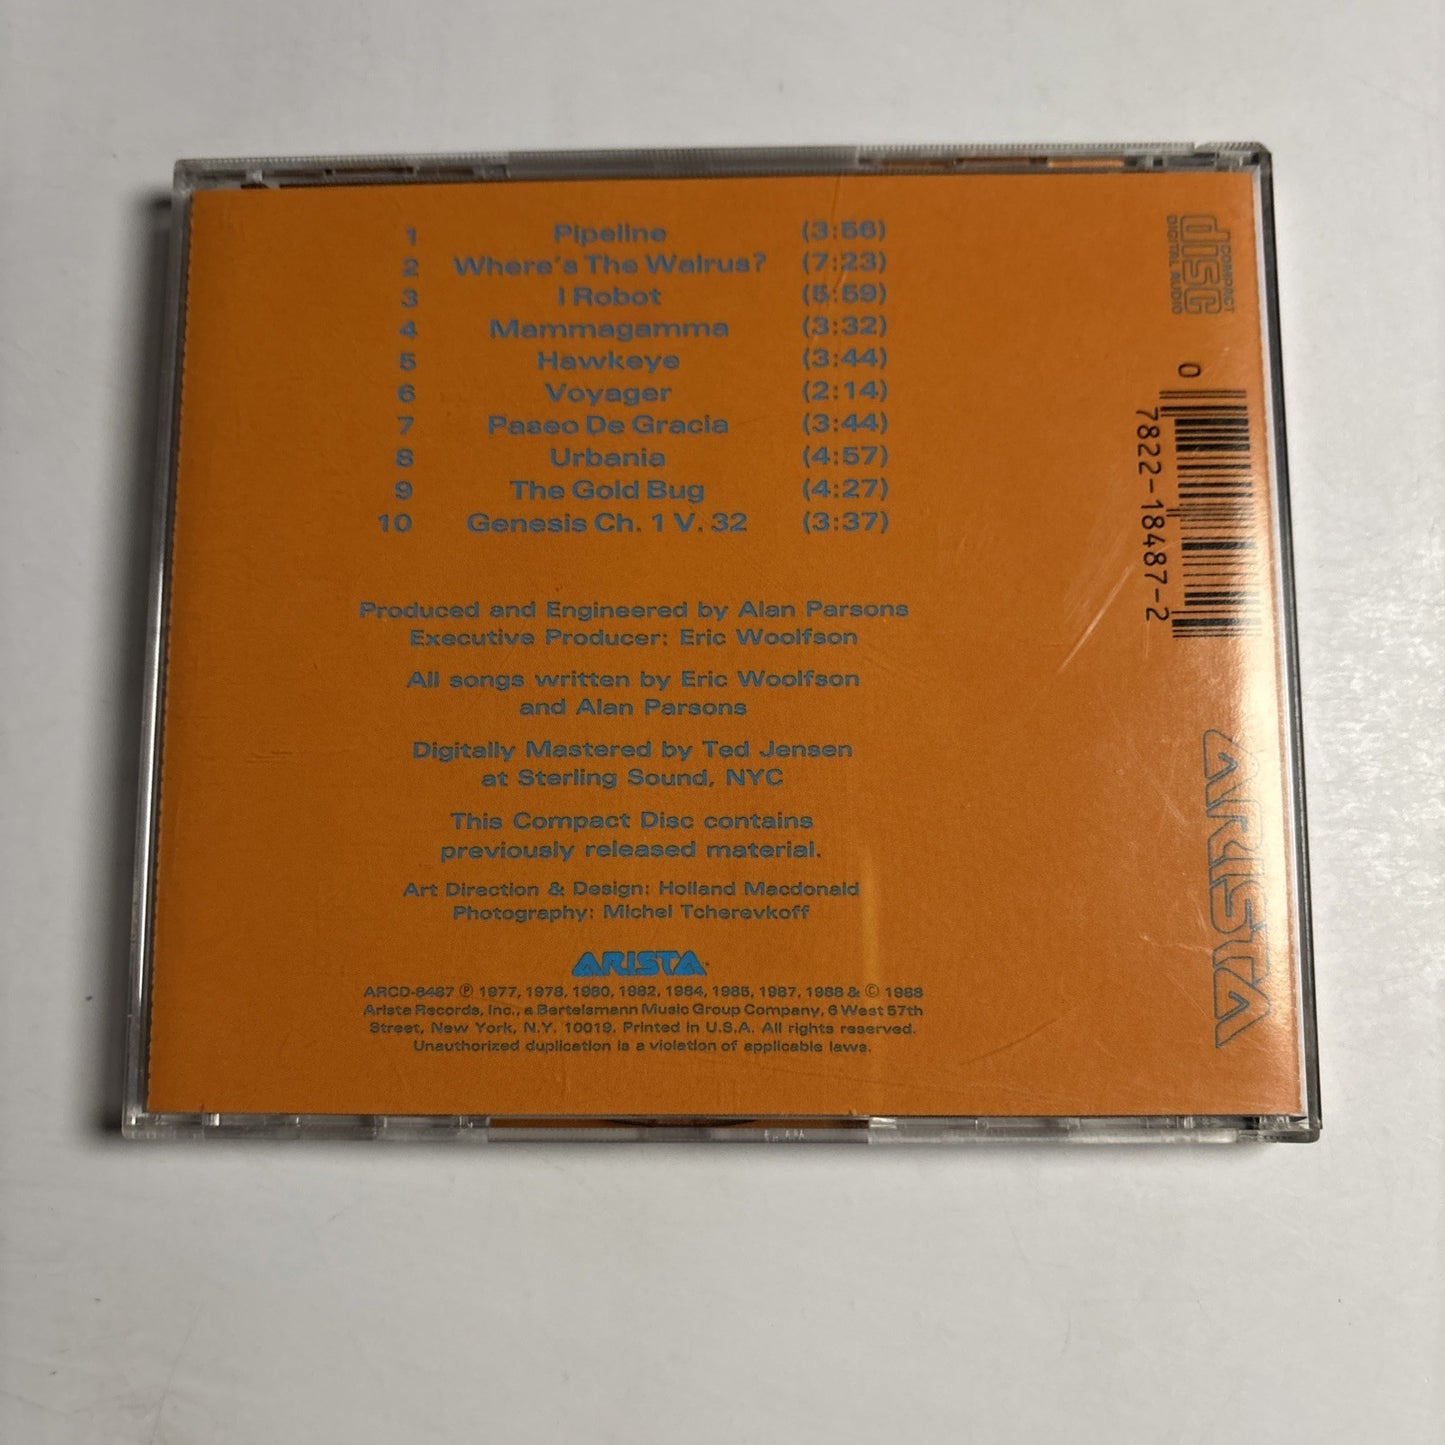 1 Pipeline (3:56)
2 Where's The Walrus? (7:23)
3 I Robot (5:59)
4 Mammagamma (3:32)
5 Hawkeye (3:44)
6 Voyager (2:14)
7 Paseo De Gracia (3:44)
8 Urbania (4:57)
9 The Gold Bug (4:27)
10 Genesis Ch. 1 V. 32 (3:37)
Produced and Engineered by Alan Parsons
Executive Producer: Eric Woolfson
All songs written by Eric Woolfson
and Alan Parsons
Digitally Mastered by Ted Jensen
at Sterling Sound, NYC
This Compact Disc contains
previously released material.
Art Direction & Design: Holland Macdonald
Photography: Michel Tcherevkoff
ARISTA
ARCD-8487 ℗ 1977, 1978, 1980, 1982, 1984, 1985, 1987, 1988 & © 1988
Arista Records, Inc., a Bertelsmann Music Group Company, 6 West 57th
Street, New York, N.Y. 10019. Printed in U.S.A. All rights reserved.
Unauthorized duplication is a violation of applicable laws.
COMPACT
disc
DIGITAL AUDIO
0
7822-18487-2
ARISTA